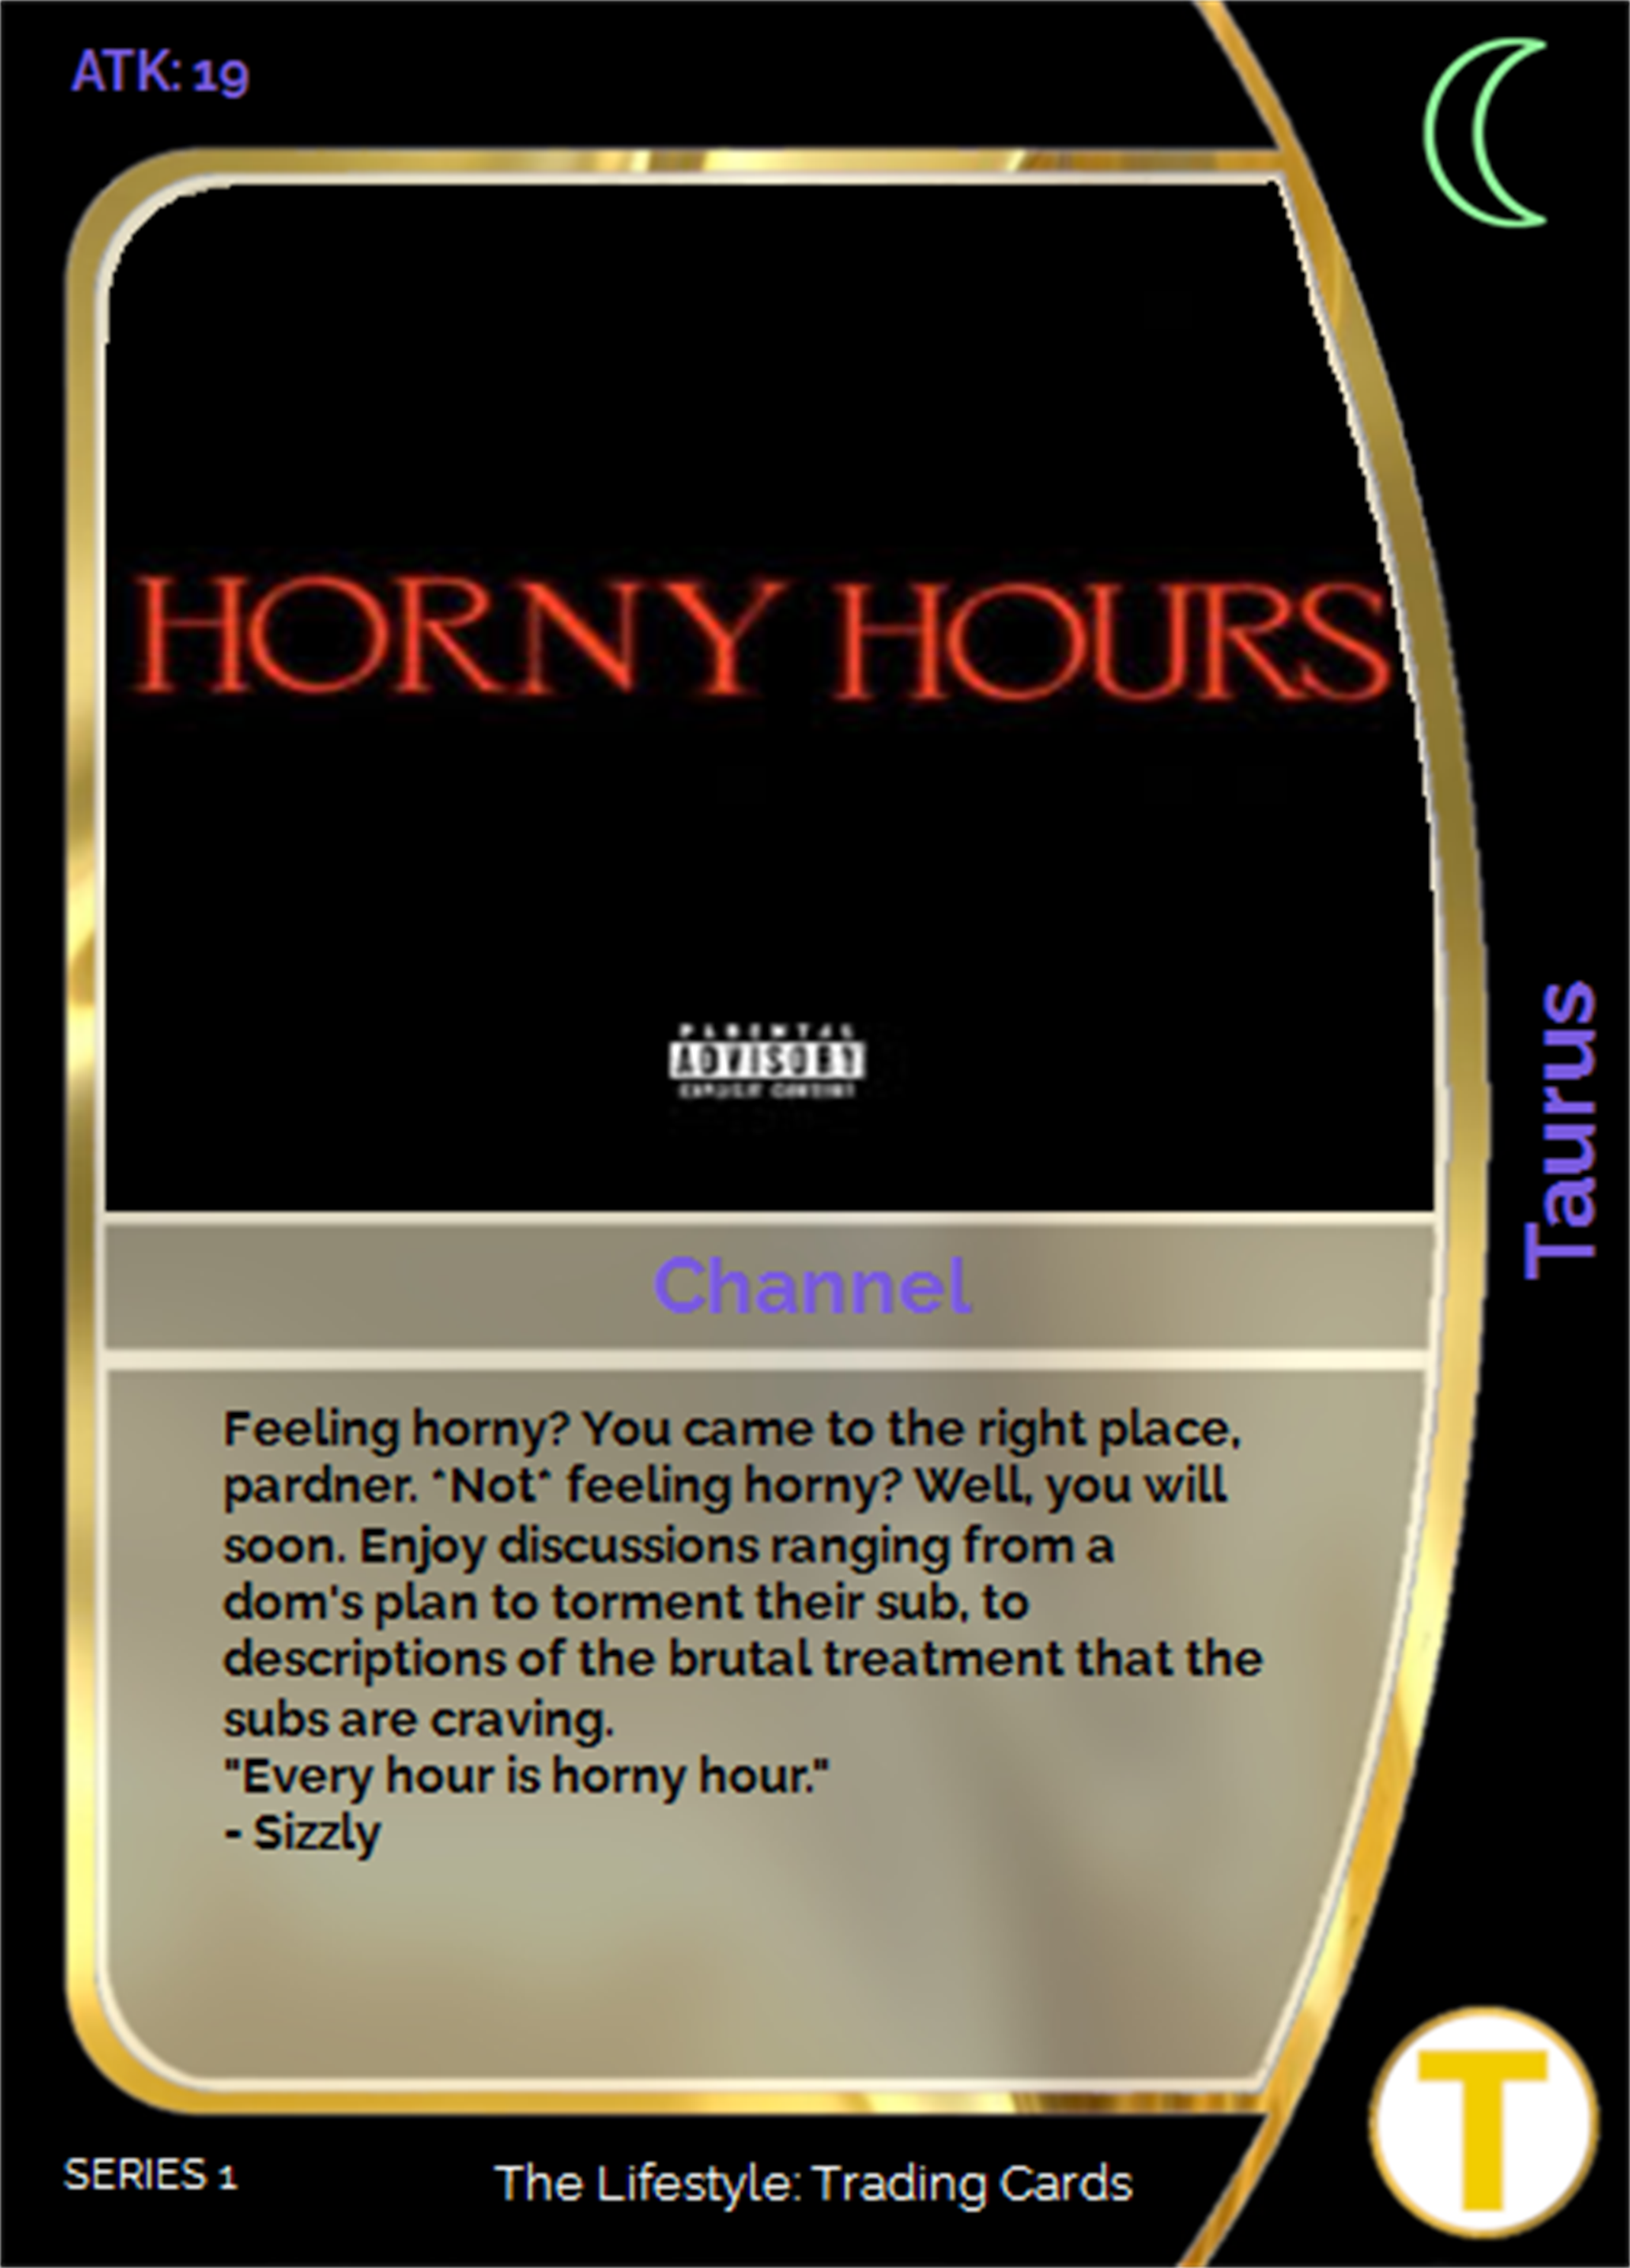 ATK: 19
HORNY HOURS
PARENTAL
ADVISORY
EXPLICIT CONTENT
Taurus
Channel
Feeling horny? You came to the right place,
pardner. *Not* feeling horny? Well, you will
soon. Enjoy discussions ranging from a
dom's plan to torment their sub, to
descriptions of the brutal treatment that the
subs are craving.
"Every hour is horny hour."
- Sizzly
T
SERIES 1
The Lifestyle: Trading Cards